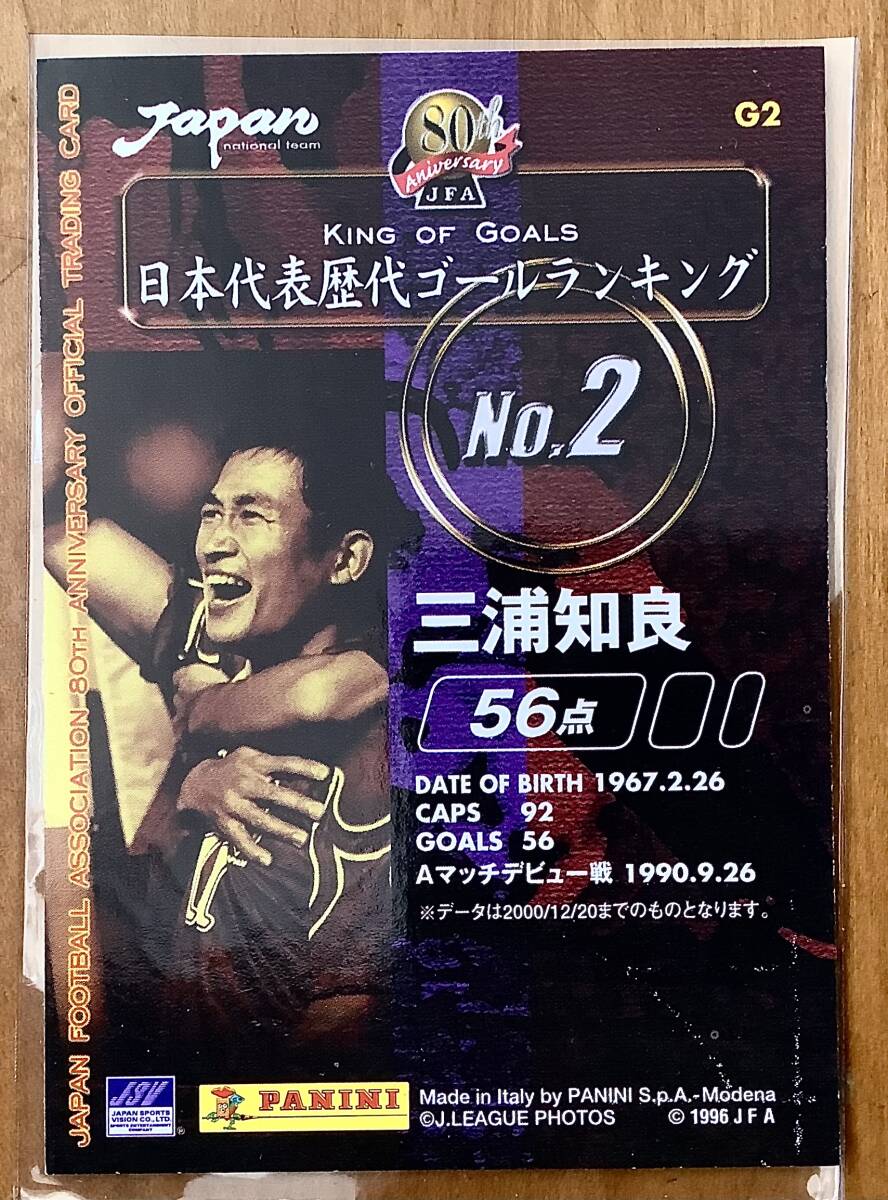 Japan
national team
80th
Aniversary
JFA
G2
KING OF GOALS
日本代表歴代ゴールランキング
No.2
三浦知良
56点
DATE OF BIRTH 1967.2.26
CAPS 92
GOALS 56
Aマッチデビュー戦 1990.9.26
※データは2000/12/20までのものとなります。
JAPAN FOOTBALL ASSOCIATION 80TH ANNIVERSARY OFFICIAL TRADING CARD
JSV
JAPAN SPORTS
VISION CO.,LTD.
SPORTS ENTERTAINMENT
COMPANY
®
PANINI
Made in Italy by PANINI S.p.A.-Modena
©J.LEAGUE PHOTOS © 1996 J F A